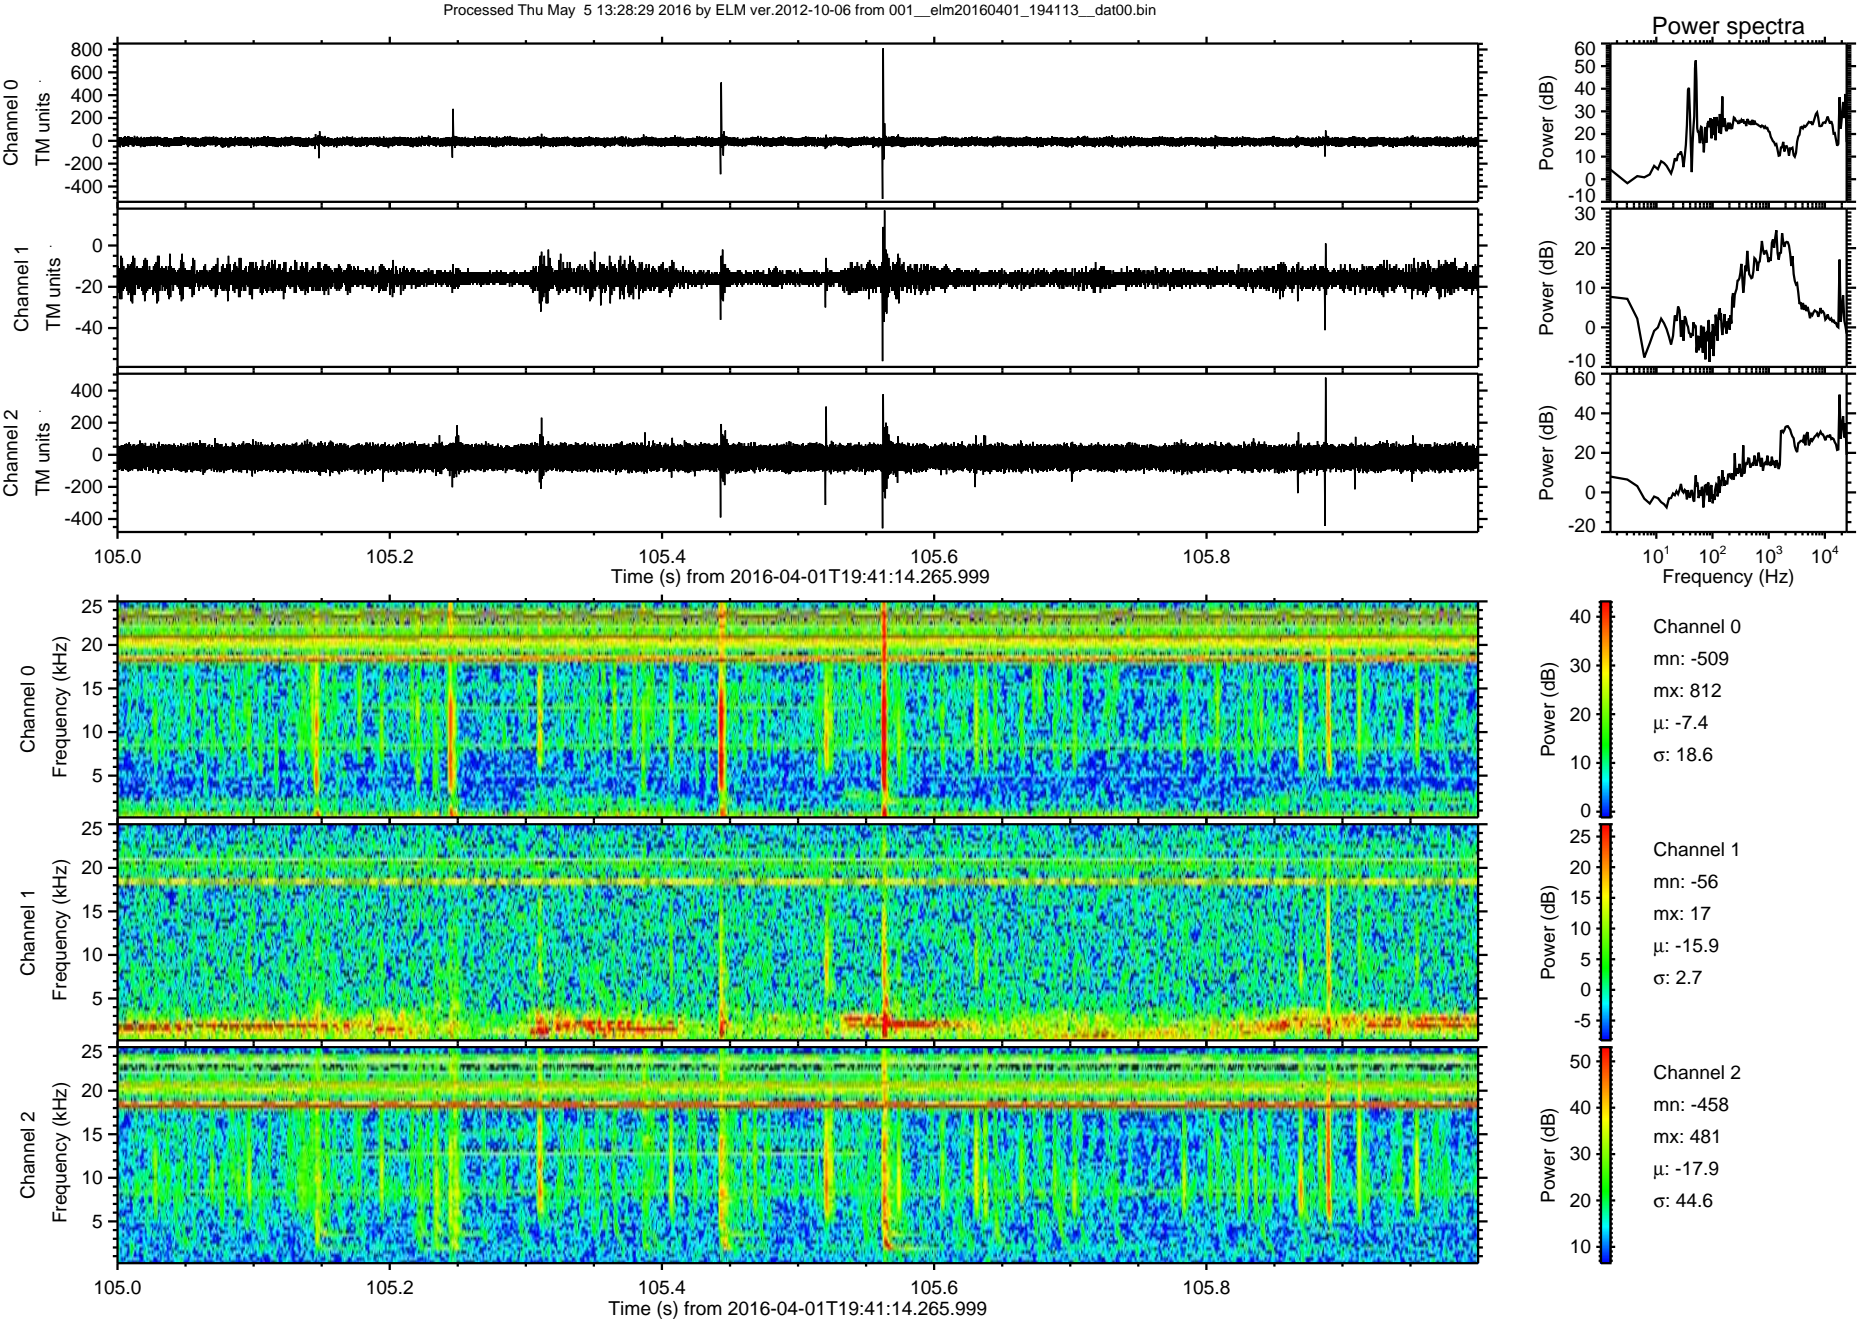 Processed Thu May  5 13:28:29 2016 by ELM ver.2012-10-06 from 001__elm20160401_194113__dat00.bin
Power spectra
Channel 0
TM units
800
600
400
200
0
-200
-400
Power (dB)
60
50
40
30
20
10
0
-10
Channel 1
TM units
0
-20
-40
Power (dB)
30
20
10
0
-10
Channel 2
TM units
400
200
0
-200
-400
Power (dB)
60
40
20
0
-20
105.0 105.2 105.4 105.6 105.8
Time (s) from 2016-04-01T19:41:14.265.999
10¹ 10² 10³ 10⁴
Frequency (Hz)
Channel 0
Frequency (kHz)
25
20
15
10
5
Power (dB)
40
30
20
10
0
Channel 0
mn: -509
mx: 812
μ: -7.4
σ: 18.6
Channel 1
Frequency (kHz)
25
20
15
10
5
Power (dB)
25
20
15
10
5
0
-5
Channel 1
mn: -56
mx: 17
μ: -15.9
σ: 2.7
Channel 2
Frequency (kHz)
25
20
15
10
5
Power (dB)
50
40
30
20
10
Channel 2
mn: -458
mx: 481
μ: -17.9
σ: 44.6
105.0 105.2 105.4 105.6 105.8
Time (s) from 2016-04-01T19:41:14.265.999